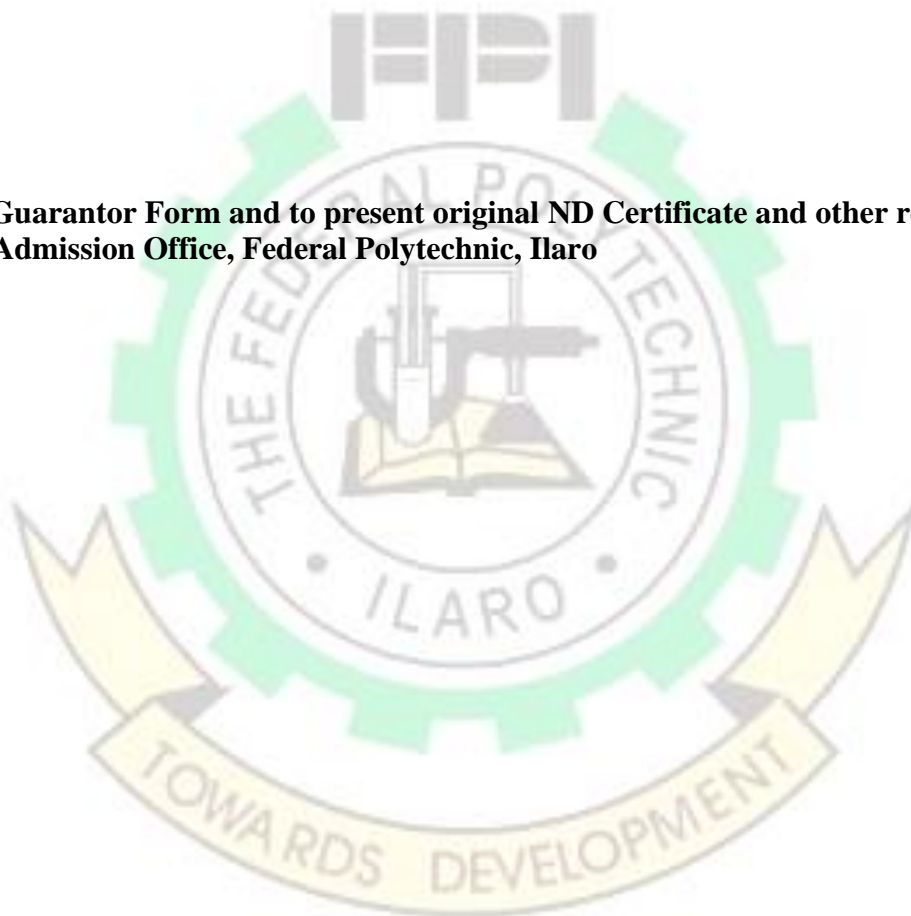 FPI
Guarantor Form and to present original ND Certificate and other
Admission Office, Federal Polytechnic, Ilaro
THE FEDERAL POLYTECHNIC
ILARO
TOWARDS DEVELOPMENT